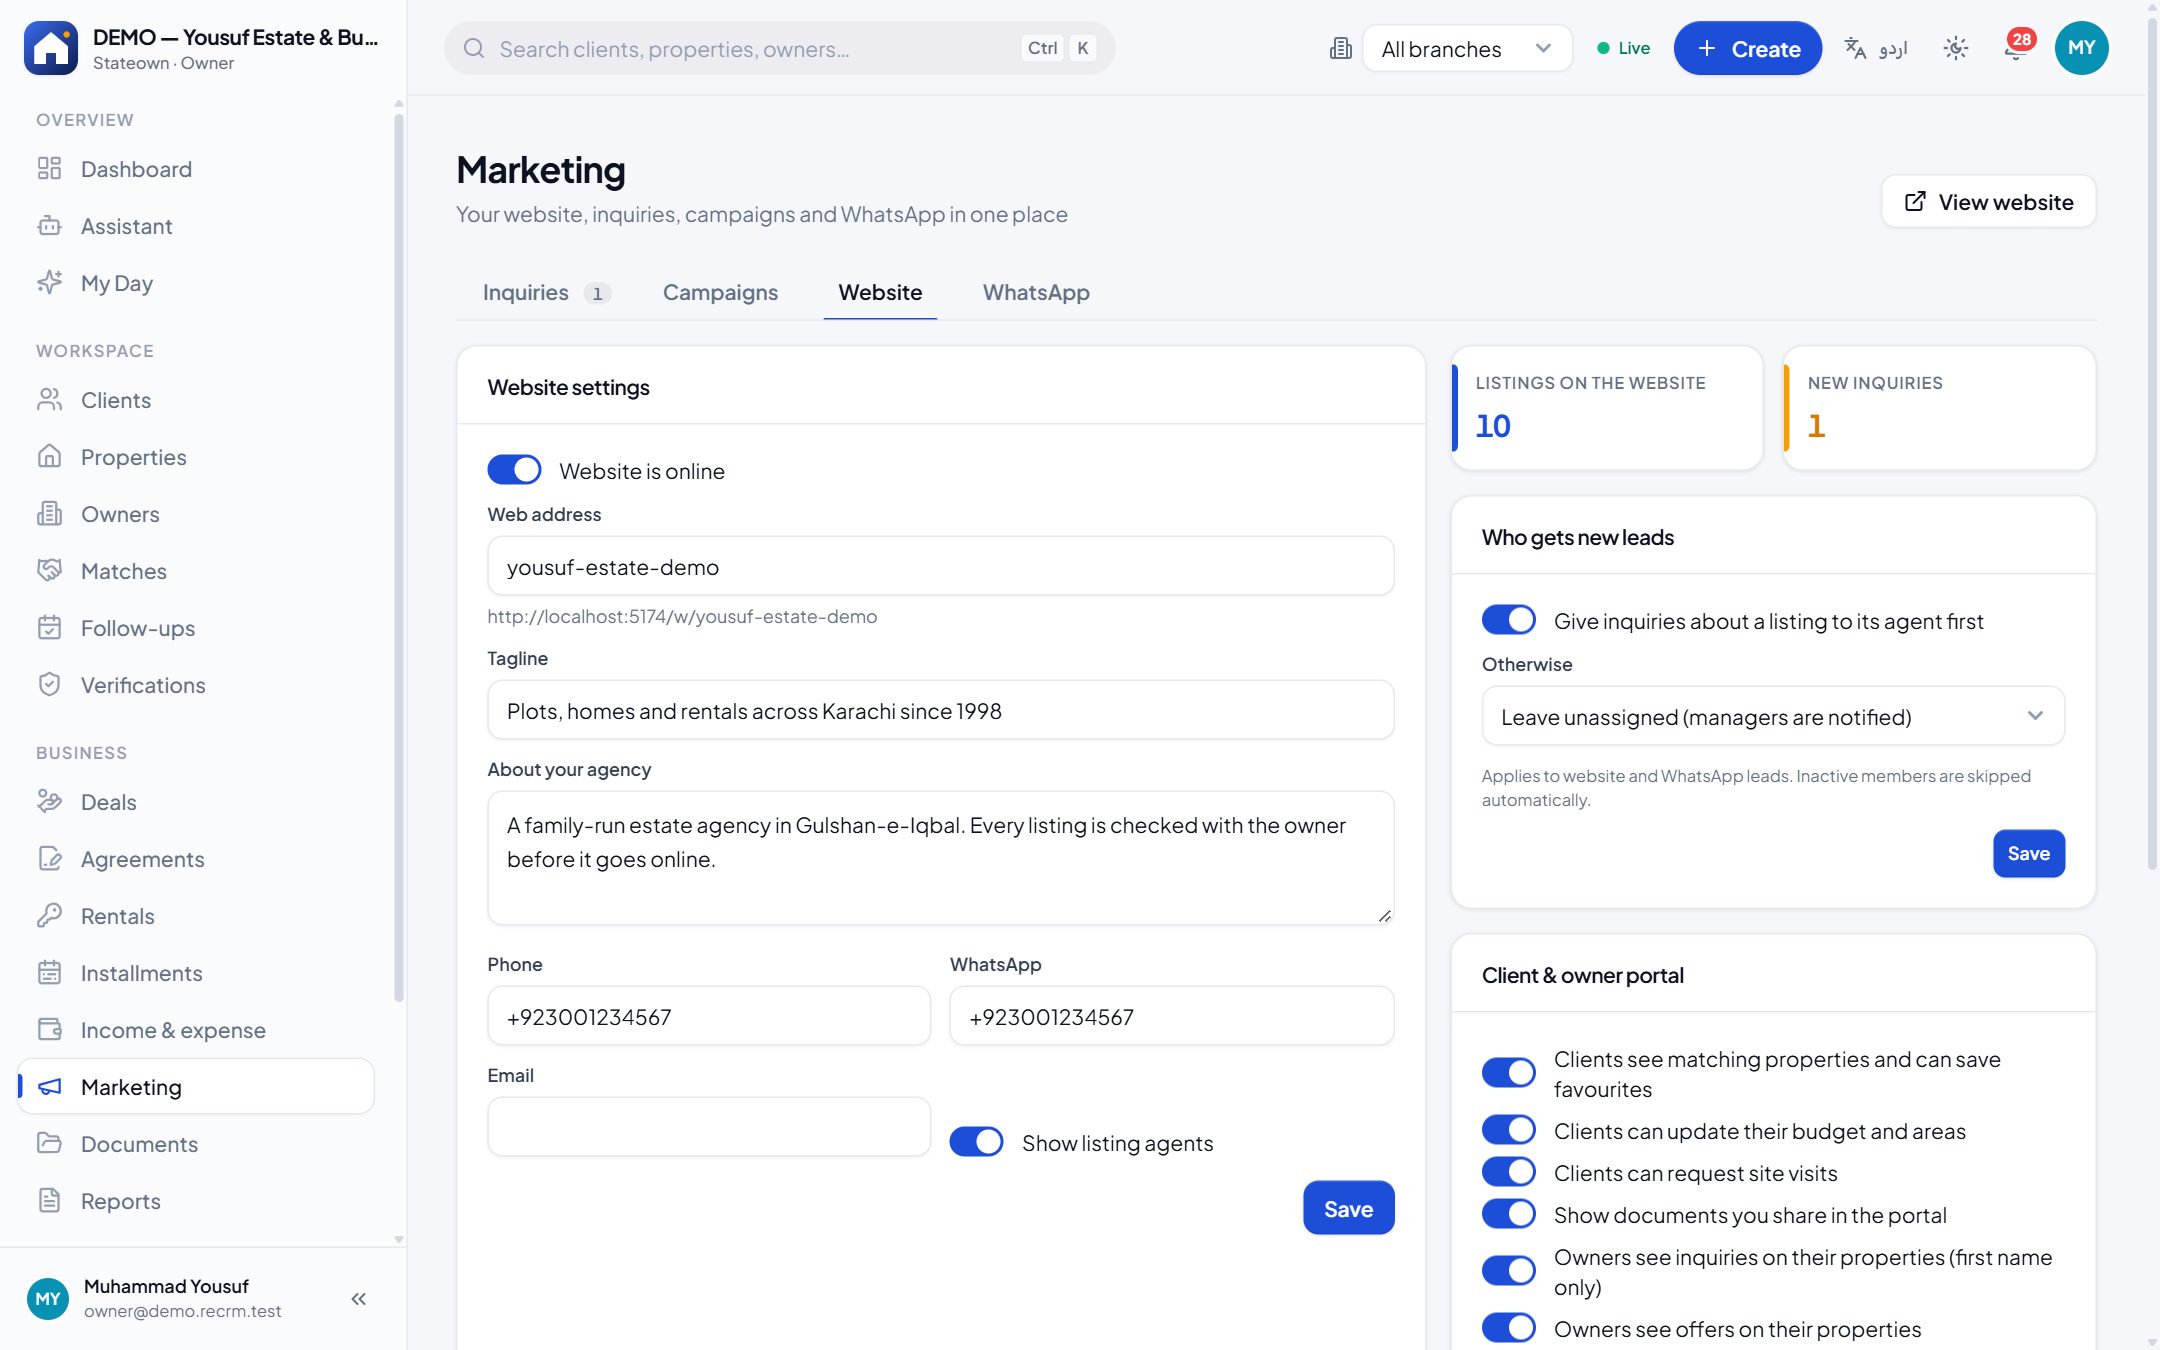 DEMO — Yousuf Estate & Bu...
Stateown · Owner
OVERVIEW
Dashboard
Assistant
My Day
WORKSPACE
Clients
Properties
Owners
Matches
Follow-ups
Verifications
BUSINESS
Deals
Agreements
Rentals
Installments
Income & expense
Marketing
Documents
Reports
MY
Muhammad Yousuf
owner@demo.recrm.test
Search clients, properties, owners...
Ctrl K
All branches
Live
Create
اردو
28
MY
Marketing
Your website, inquiries, campaigns and WhatsApp in one place
View website
Inquiries 1
Campaigns
Website
WhatsApp
Website settings
Website is online
Web address
yousuf-estate-demo
http://localhost:5174/w/yousuf-estate-demo
Tagline
Plots, homes and rentals across Karachi since 1998
About your agency
A family-run estate agency in Gulshan-e-Iqbal. Every listing is checked with the owner
before it goes online.
Phone
+923001234567
WhatsApp
+923001234567
Email
Show listing agents
Save
LISTINGS ON THE WEBSITE
10
NEW INQUIRIES
1
Who gets new leads
Give inquiries about a listing to its agent first
Otherwise
Leave unassigned (managers are notified)
Applies to website and WhatsApp leads. Inactive members are skipped
automatically.
Save
Client & owner portal
Clients see matching properties and can save
favourites
Clients can update their budget and areas
Clients can request site visits
Show documents you share in the portal
Owners see inquiries on their properties (first name
only)
Owners see offers on their properties